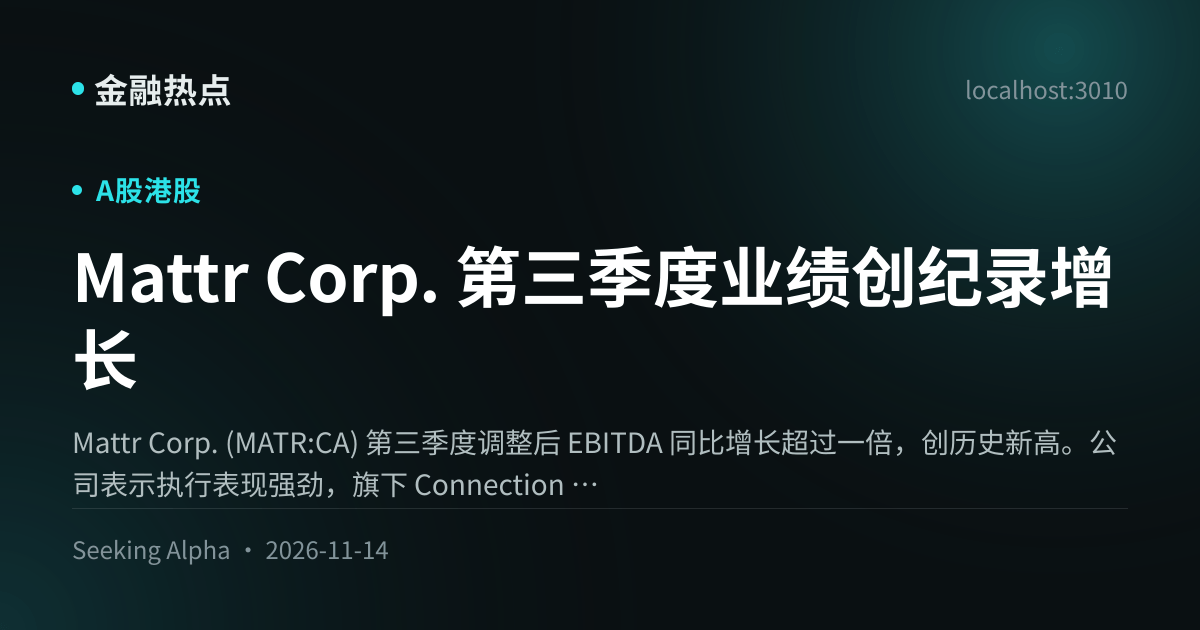 金融热点
localhost:3010
A股港股
Mattr Corp. 第三季度业绩创纪录增
长
Mattr Corp. (MATR:CA) 第三季度调整后 EBITDA 同比增长超过一倍，创历史新高。公
司表示执行表现强劲，旗下 Connection …
Seeking Alpha • 2026-11-14